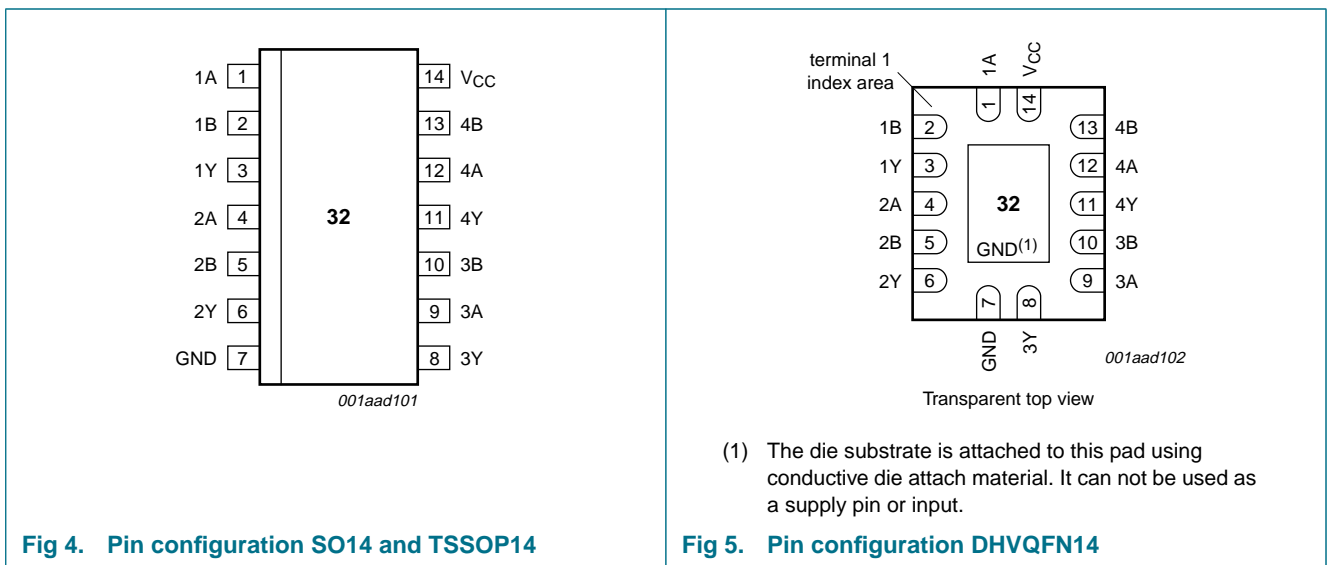 1A 1 14 VCC
1B 2 13 4B
1Y 3 12 4A
2A 4 32 11 4Y
2B 5 10 3B
2Y 6 9 3A
GND 7 8 3Y
001aad101
Fig 4. Pin configuration SO14 and TSSOP14
terminal 1
index area
1A VCC
1 14
1B 2 13 4B
1Y 3 12 4A
2A 4 32 11 4Y
2B 5 GND(1) 10 3B
2Y 6 9 3A
7 8
GND 3Y
001aad102
Transparent top view
(1) The die substrate is attached to this pad using
conductive die attach material. It can not be used as
a supply pin or input.
Fig 5. Pin configuration DHVQFN14